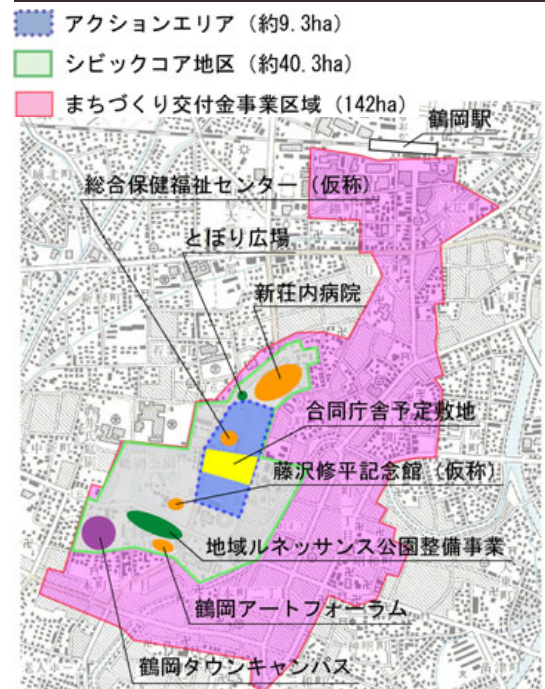 アクションエリア（約9.3ha）
シビックコア地区（約40.3ha）
まちづくり交付金事業区域（142ha）
鶴岡駅
総合保健福祉センター（仮称）
とぼり広場
新荘内病院
合同庁舎予定敷地
藤沢修平記念館（仮称）
地域ルネッサンス公園整備事業
鶴岡アートフォーラム
鶴岡タウンキャンパス